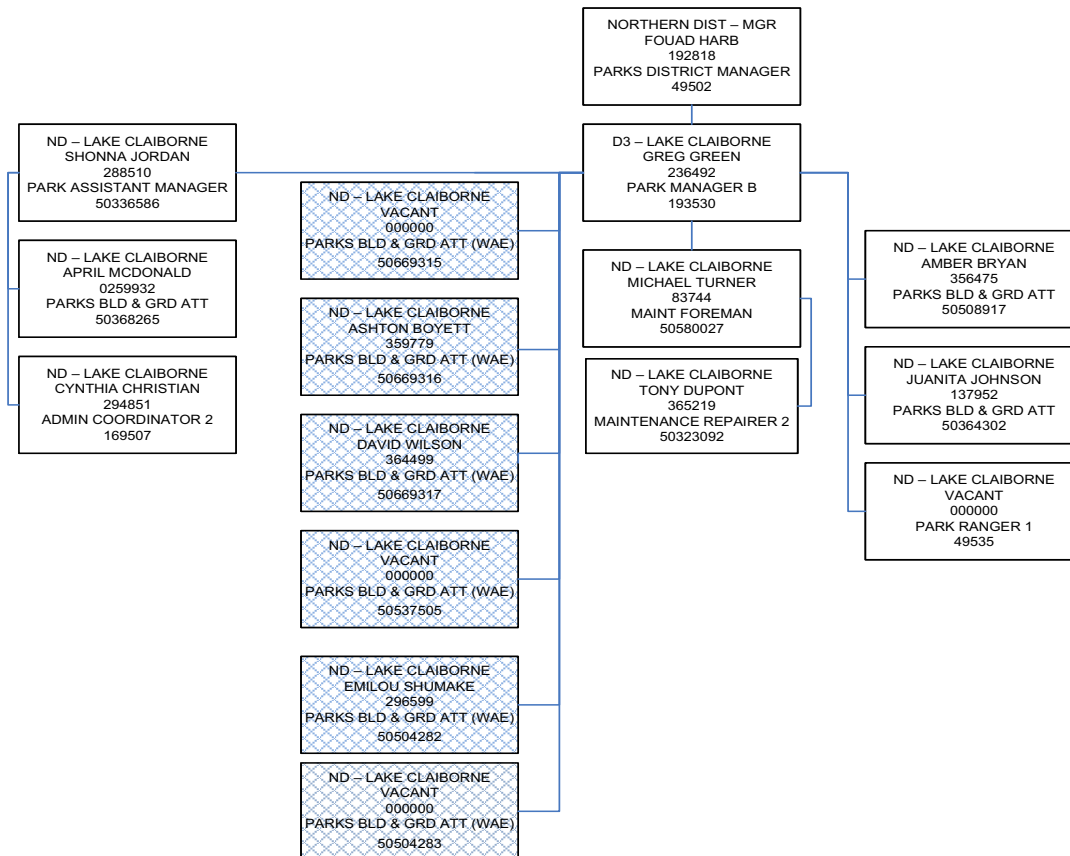 NORTHERN DIST – MGR
FOUAD HARB
192818
PARKS DISTRICT MANAGER
49502
ND – LAKE CLAIBORNE
SHONNA JORDAN
288510
PARK ASSISTANT MANAGER
50336586
D3 – LAKE CLAIBORNE
GREG GREEN
236492
PARK MANAGER B
193530
ND – LAKE CLAIBORNE
APRIL MCDONALD
0259932
PARKS BLD & GRD ATT
50368265
ND – LAKE CLAIBORNE
CYNTHIA CHRISTIAN
294851
ADMIN COORDINATOR 2
169507
ND – LAKE CLAIBORNE
VACANT
000000
PARKS BLD & GRD ATT (WAE)
50669315
ND – LAKE CLAIBORNE
ASHTON BOYETT
359779
PARKS BLD & GRD ATT (WAE)
50669316
ND – LAKE CLAIBORNE
DAVID WILSON
364499
PARKS BLD & GRD ATT (WAE)
50669317
ND – LAKE CLAIBORNE
VACANT
000000
PARKS BLD & GRD ATT (WAE)
50537505
ND – LAKE CLAIBORNE
EMILOU SHUMAKE
296599
PARKS BLD & GRD ATT (WAE)
50504282
ND – LAKE CLAIBORNE
VACANT
000000
PARKS BLD & GRD ATT (WAE)
50504283
ND – LAKE CLAIBORNE
MICHAEL TURNER
83744
MAINT FOREMAN
50580027
ND – LAKE CLAIBORNE
TONY DUPONT
365219
MAINTENANCE REPAIRER 2
50323092
ND – LAKE CLAIBORNE
AMBER BRYAN
356475
PARKS BLD & GRD ATT
50508917
ND – LAKE CLAIBORNE
JUANITA JOHNSON
137952
PARKS BLD & GRD ATT
50364302
ND – LAKE CLAIBORNE
VACANT
000000
PARK RANGER 1
49535